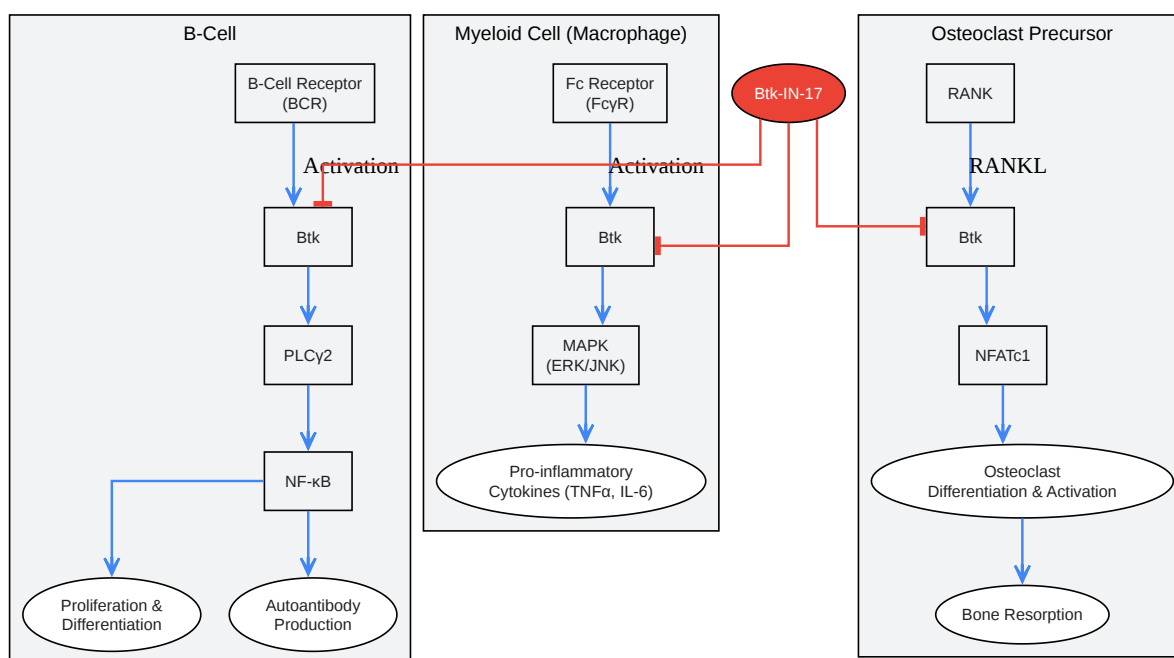 B-Cell
B-Cell Receptor
(BCR)
Activation
Btk
PLCγ2
NF-κB
Proliferation &
Differentiation
Autoantibody
Production
Myeloid Cell (Macrophage)
Fc Receptor
(FcγR)
Activation
Btk
MAPK
(ERK/JNK)
Pro-inflammatory
Cytokines (TNFα, IL-6)
Btk-IN-17
Osteoclast Precursor
RANK
RANKL
Btk
NFATc1
Osteoclast
Differentiation & Activation
Bone Resorption